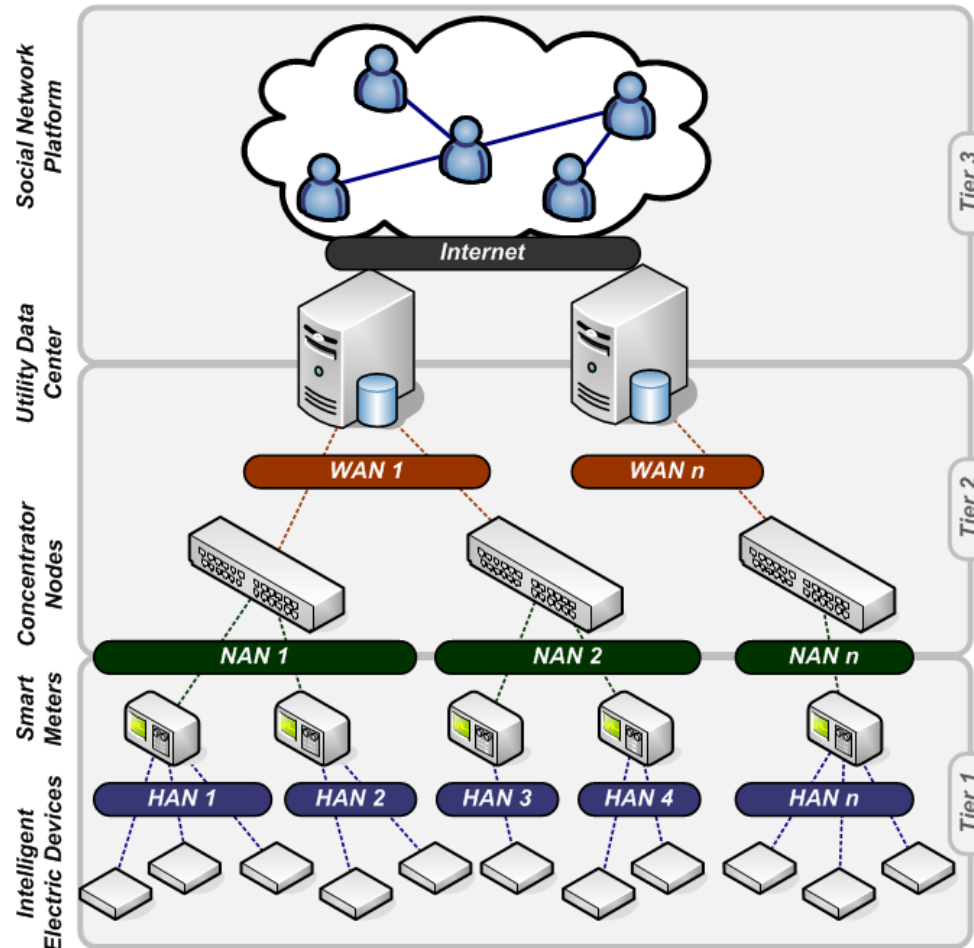 Social Network
Platform
Tier 3
Internet
Utility Data
Center
WAN 1
WAN n
Tier 2
Concentrator
Nodes
NAN 1
NAN 2
NAN n
Smart
Meters
HAN 1
HAN 2
HAN 3
HAN 4
HAN n
Tier 1
Intelligent
Electric Devices